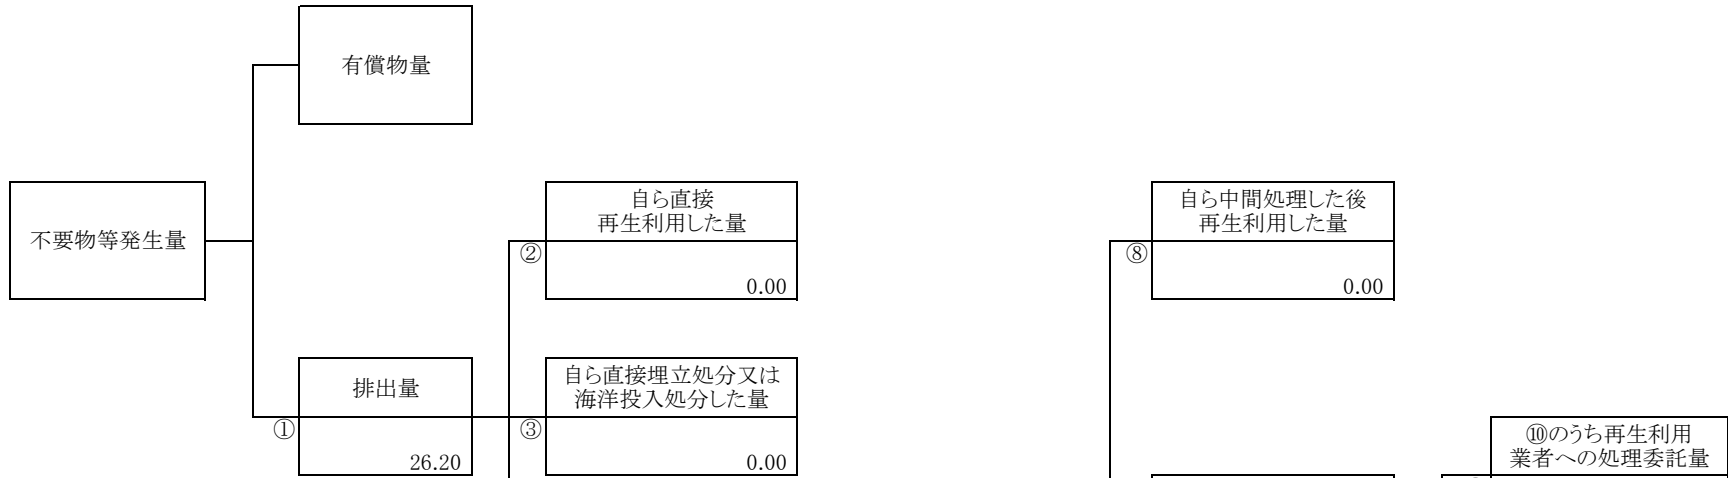 有償物量
不要物等発生量
自ら直接
再生利用した量
②
0.00
自ら中間処理した後
再生利用した量
⑧
0.00
排出量
①
26.20
自ら直接埋立処分又は
海洋投入処分した量
③
0.00
⑩のうち再生利用
業者への処理委託量